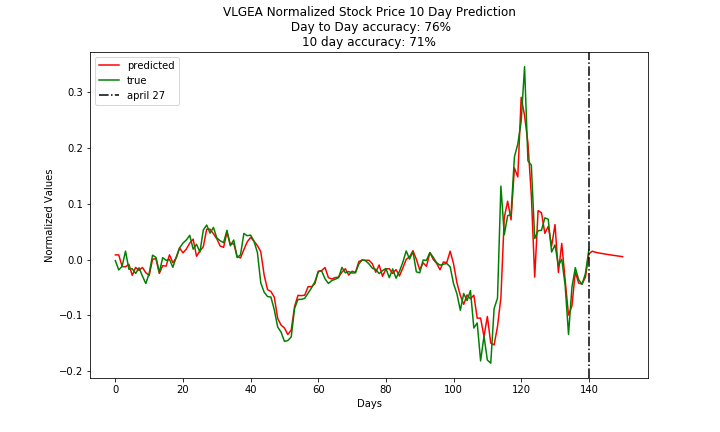 VLGEA Normalized Stock Price 10 Day Prediction
Day to Day accuracy: 76%
10 day accuracy: 71%
predicted
true
april 27
Normalized Values
0.3
0.2
0.1
0.0
−0.1
−0.2
0
20
40
60
80
100
120
140
Days